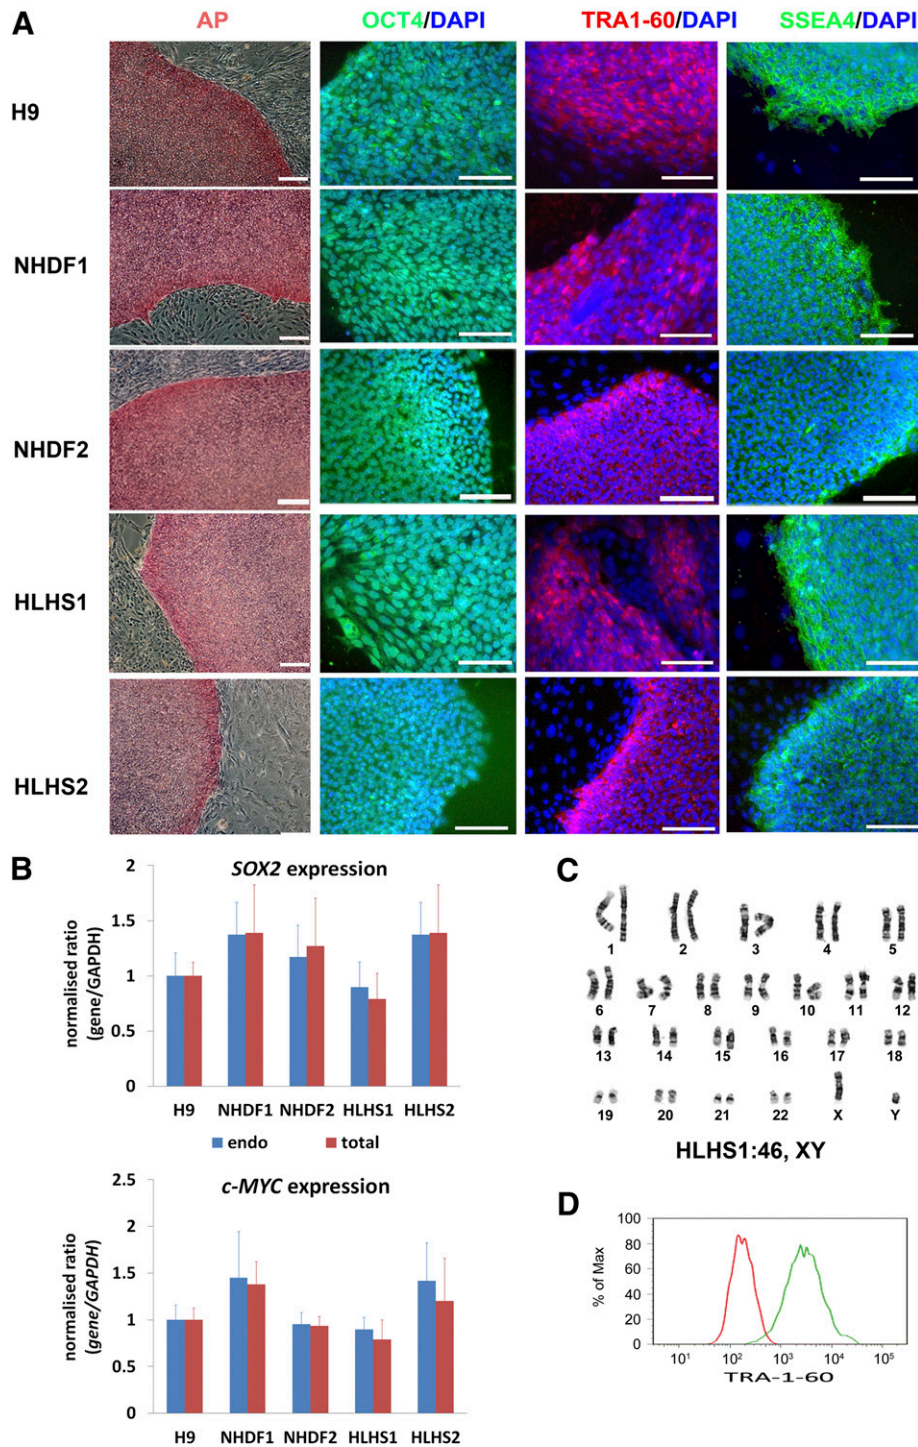 A
AP
OCT4/DAPI
TRA1-60/DAPI
SSEA4/DAPI
H9
NHDF1
NHDF2
HLHS1
HLHS2
B
SOX2 expression
normalised ratio
(gene/GAPDH)
2
1.5
1
0.5
0
H9 NHDF1 NHDF2 HLHS1 HLHS2
endo total
c-MYC expression
normalised ratio
(gene/GAPDH)
2.5
2
1.5
1
0.5
0
H9 NHDF1 NHDF2 HLHS1 HLHS2
C
1 2 3 4 5
6 7 8 9 10 11 12
13 14 15 16 17 18
19 20 21 22 X Y
HLHS1:46, XY
D
% of Max
100
80
60
40
20
0
10¹ 10² 10³ 10⁴ 10⁵
TRA-1-60